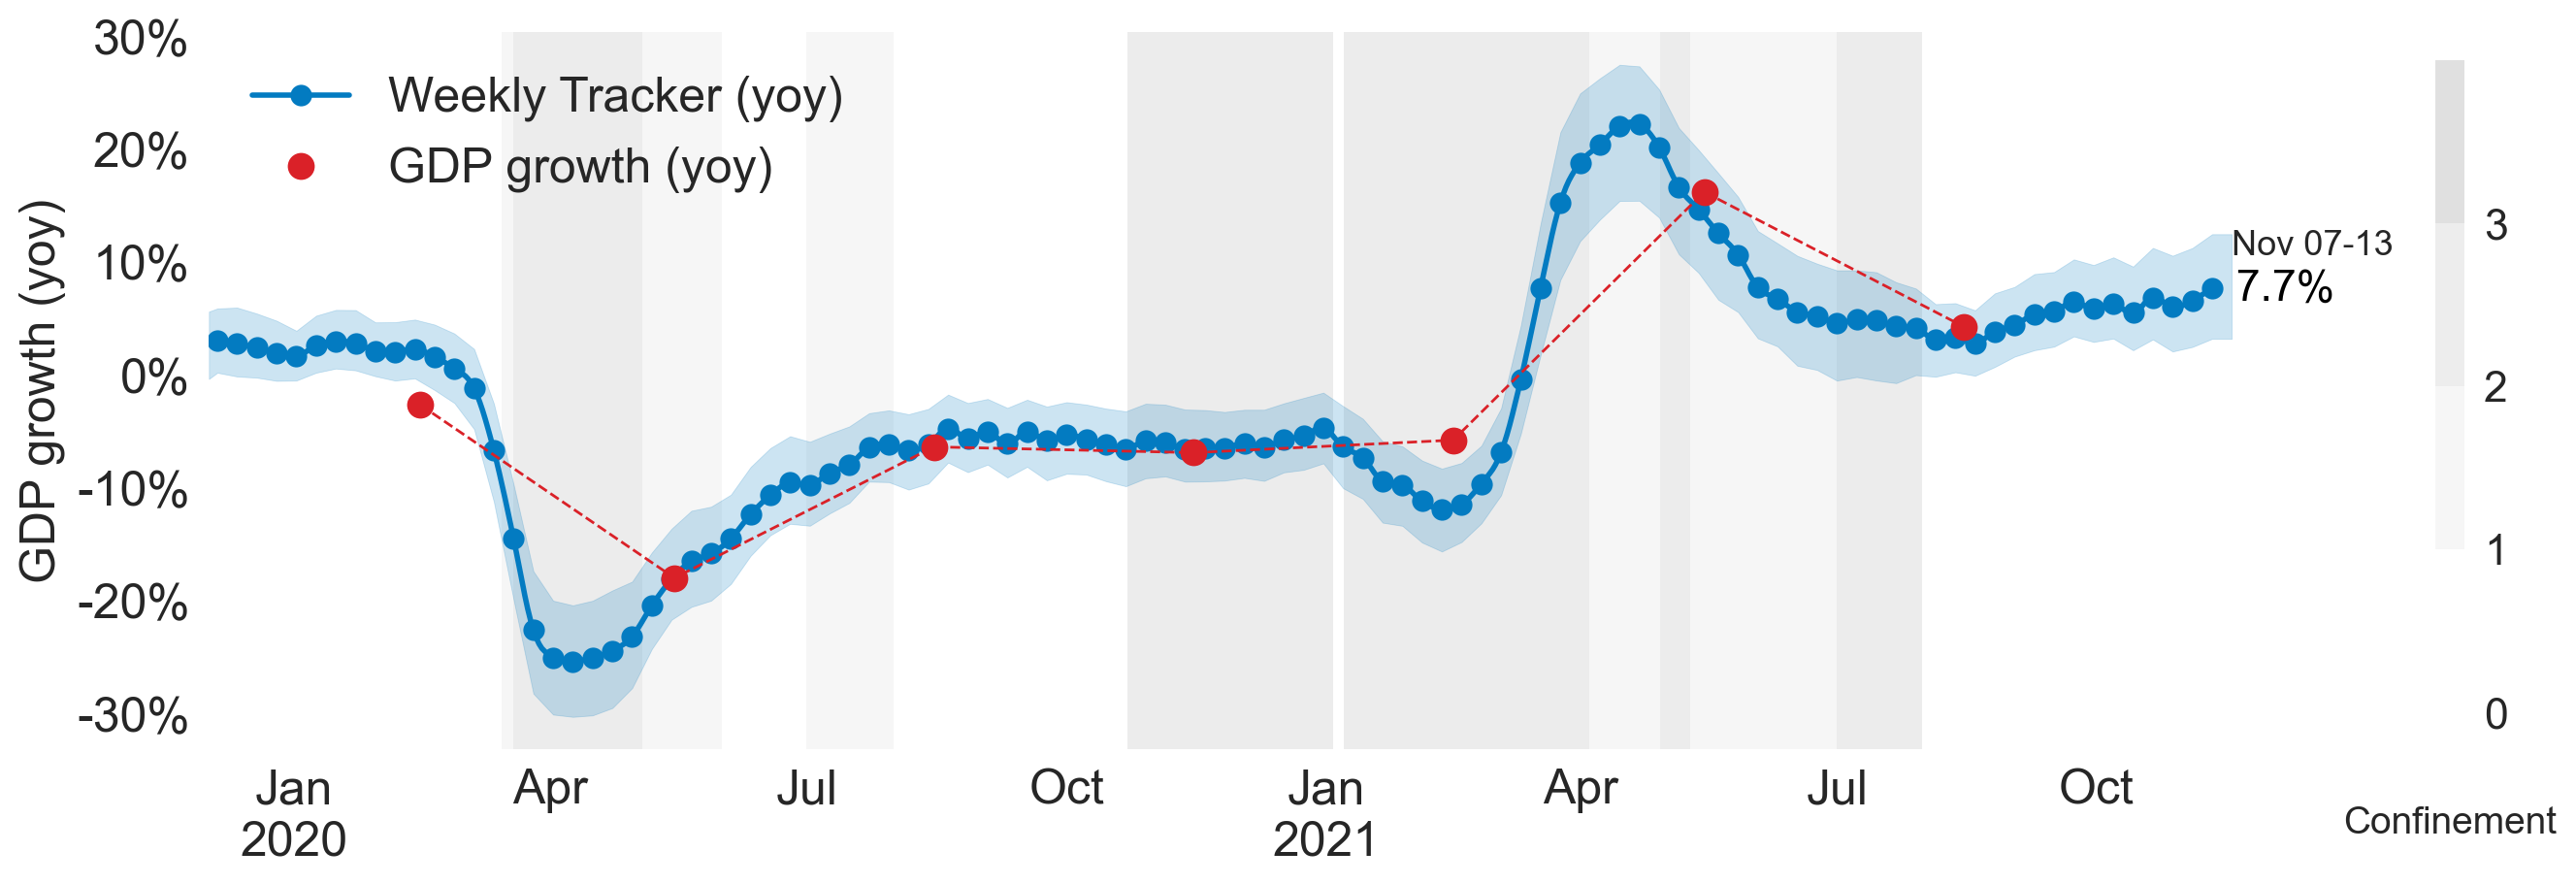 30%
20%
10%
0%
-10%
-20%
-30%
GDP growth (yoy)
Weekly Tracker (yoy)
GDP growth (yoy)
Nov 07-13
7.7%
3
2
1
0
Jan Apr Jul Oct Jan Apr Jul Oct
2020 2021
Confinement